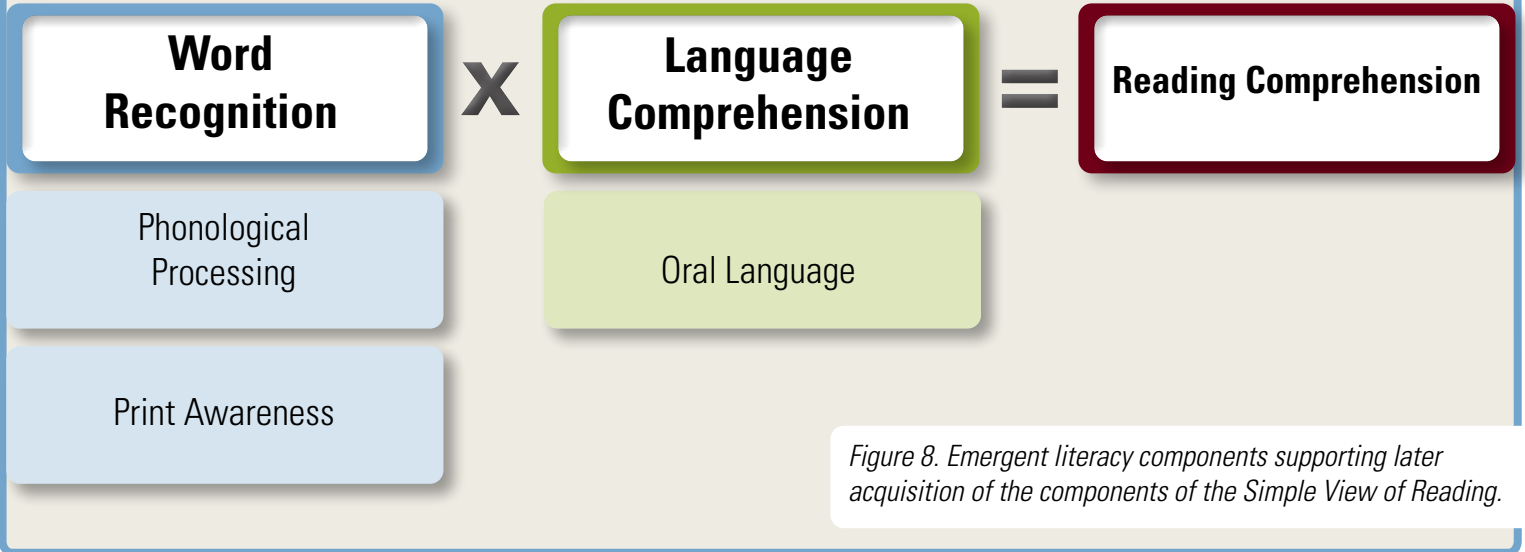 Word
Recognition
x
Language
Comprehension
=
Reading Comprehension
Phonological
Processing
Oral Language
Print Awareness
Figure 8. Emergent literacy components supporting later
acquisition of the components of the Simple View of Reading.